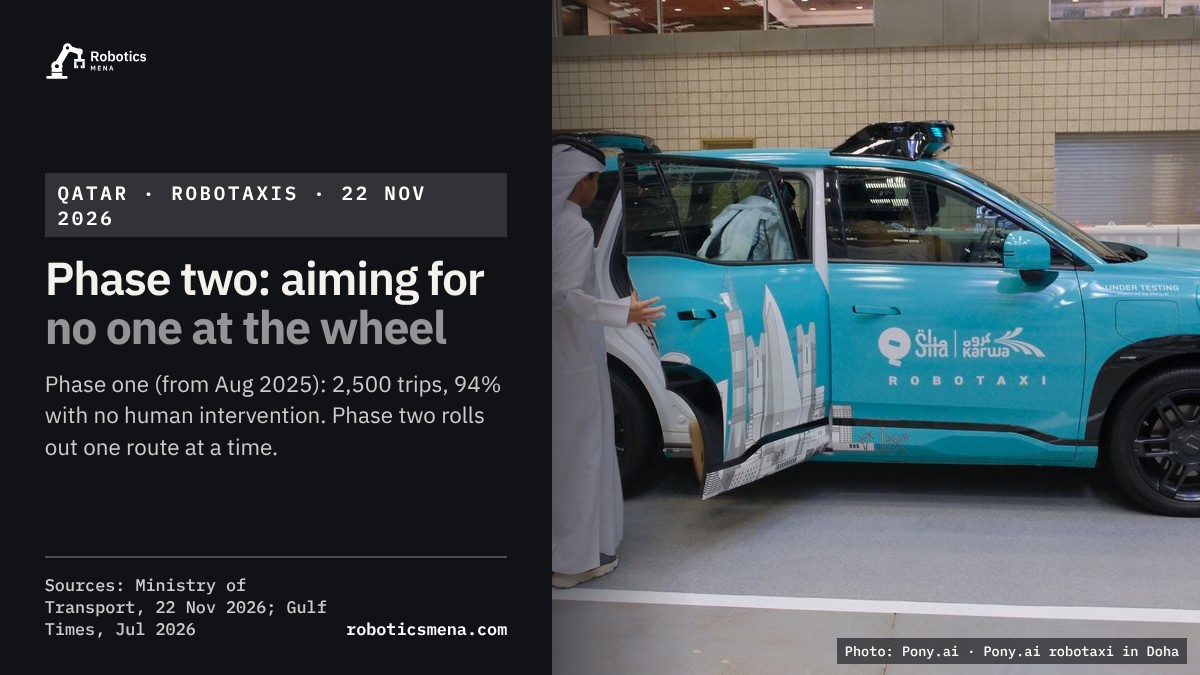 Robotics
MENA
QATAR · ROBOTAXIS · 22 NOV
2026
Phase two: aiming for
no one at the wheel
Phase one (from Aug 2025): 2,500 trips, 94%
with no human intervention. Phase two rolls
out one route at a time.
Sources: Ministry of
Transport, 22 Nov 2026; Gulf
Times, Jul 2026
roboticsmena.com
UNDER TESTING
كروه
Karwa
ROBOTAXI
Photo: Pony.ai · Pony.ai robotaxi in Doha